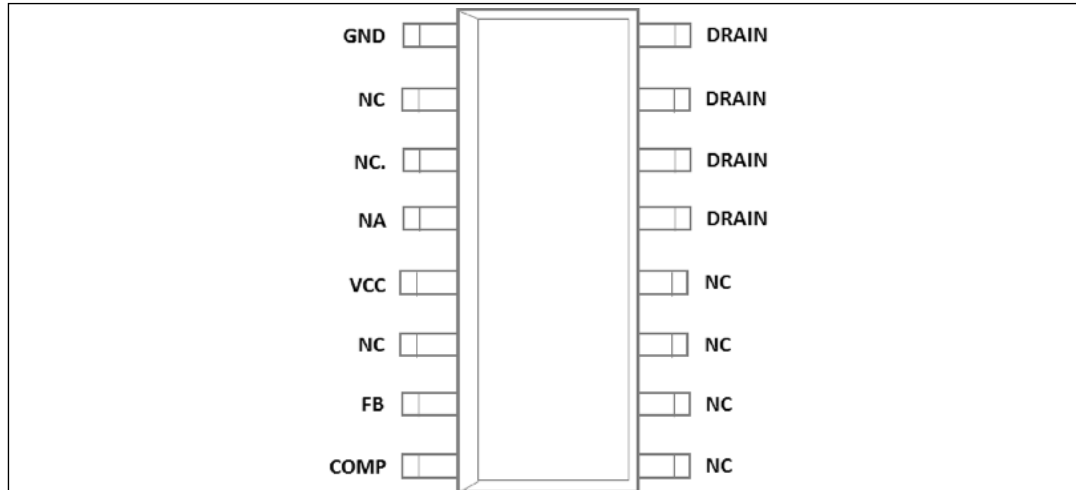 GND DRAIN
NC DRAIN
NC. DRAIN
NA DRAIN
VCC NC
NC NC
FB NC
COMP NC